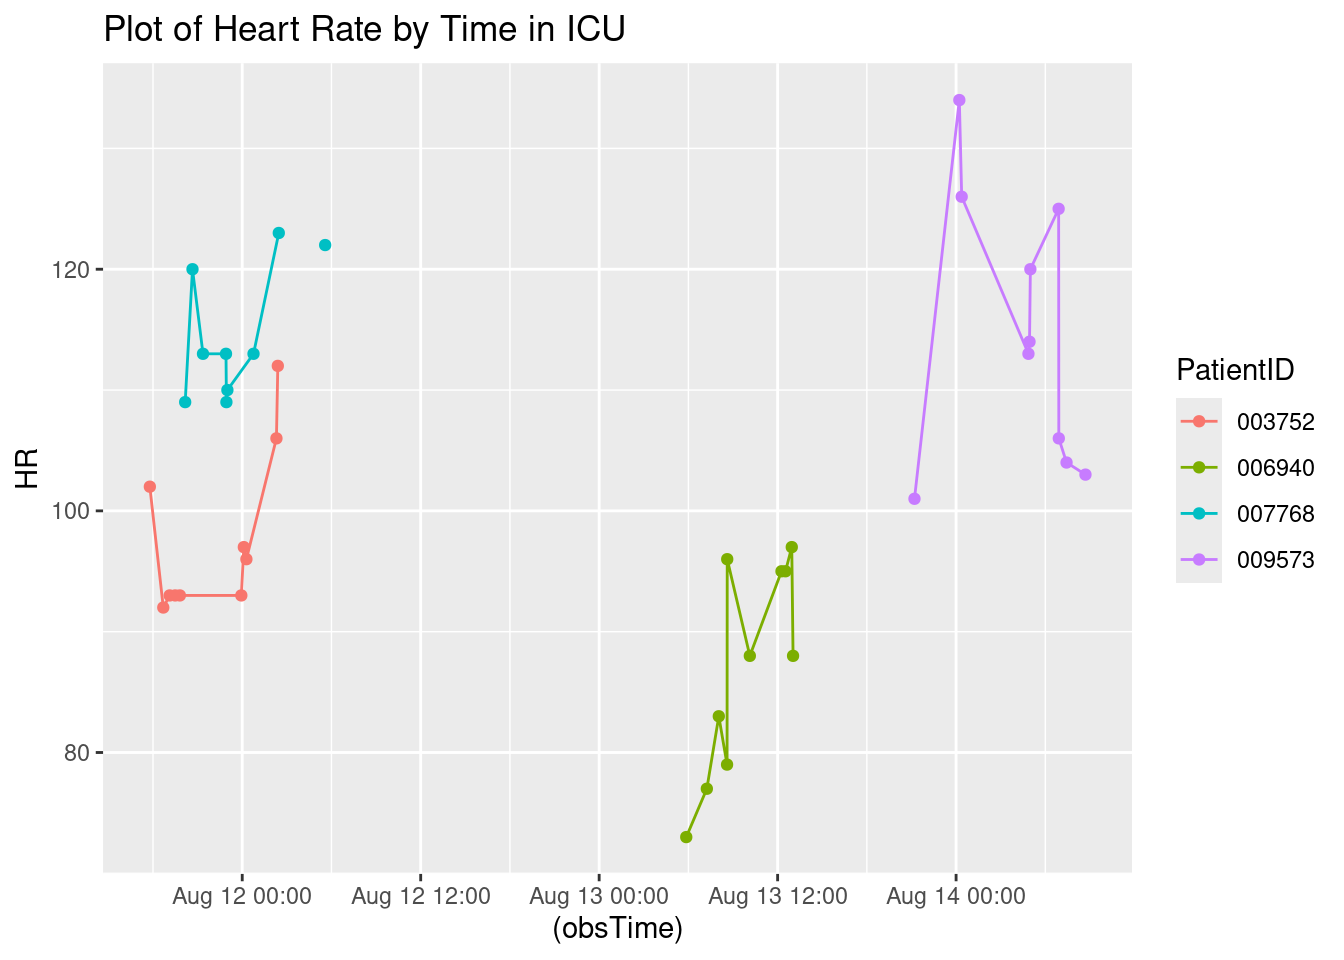 Plot of Heart Rate by Time in ICU
HR
120
100
80
Aug 12 00:00
Aug 12 12:00
Aug 13 00:00
Aug 13 12:00
Aug 14 00:00
(obsTime)
PatientID
003752
006940
007768
009573